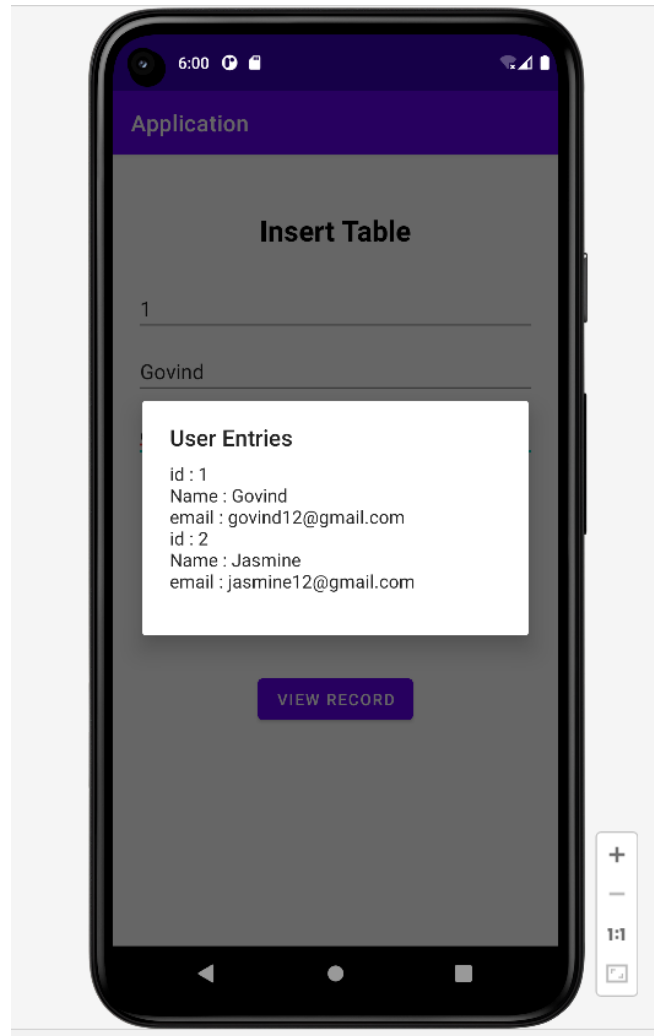 6:00
Application
Insert Table
1
Govind
User Entries
id : 1
Name : Govind
email : govind12@gmail.com
id : 2
Name : Jasmine
email : jasmine12@gmail.com
VIEW RECORD
1:1